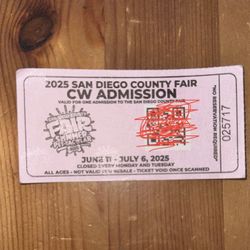 2025 SAN DIEGO COUNTY FAIR
CW ADMISSION
VALID FOR ONE ADMISSION TO THE SAN DIEGO COUNTY FAIR
JUNE 11 - JULY 6, 2025
CLOSED EVERY MONDAY AND TUESDAY
ALL AGES - NOT VALID FOR RESALE - TICKET VOID ONCE SCANNED
*NO RESERVATION REQUIRED*
025717